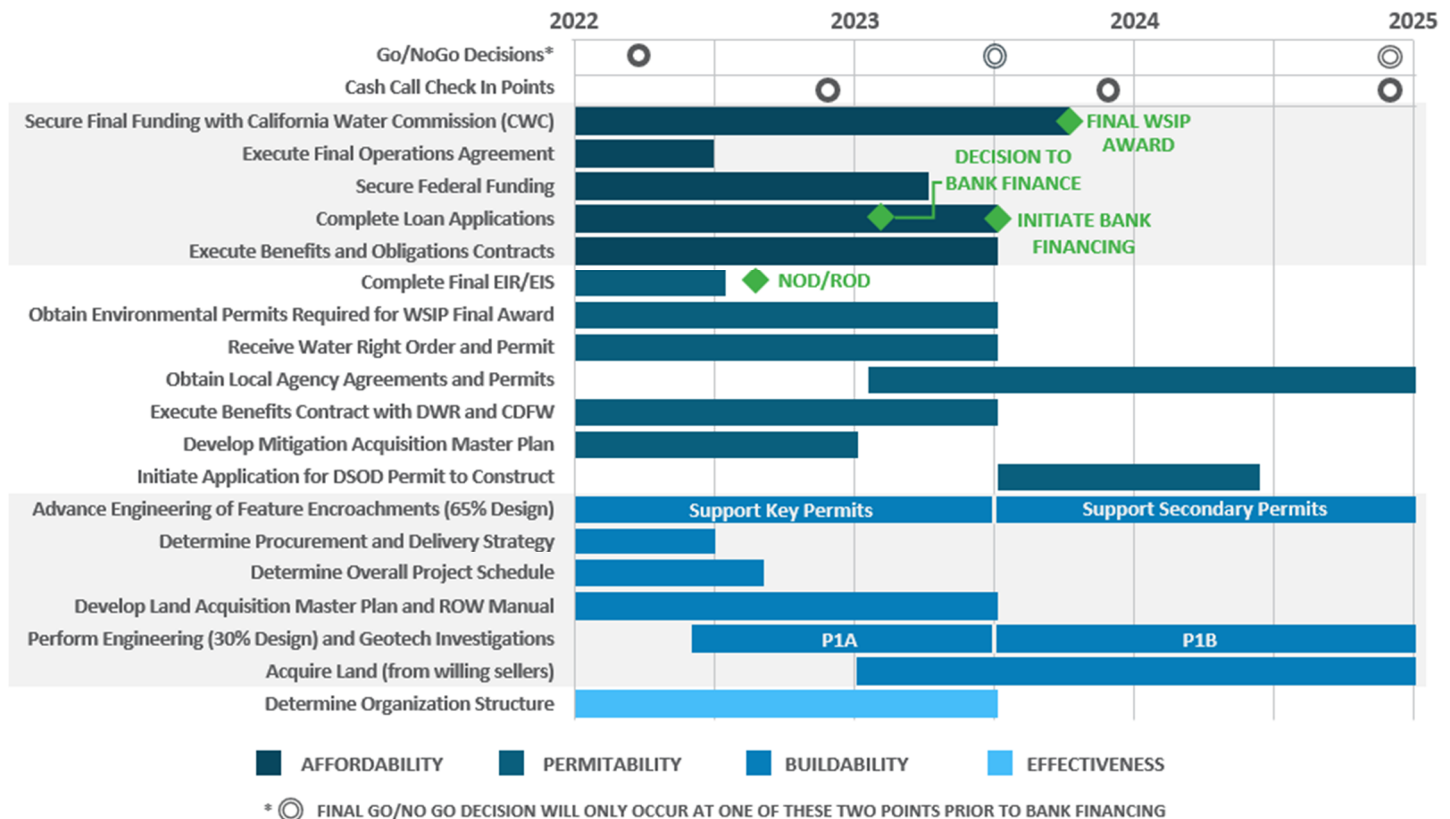 2022 2023 2024 2025
Go/NoGo Decisions*
Cash Call Check In Points
Secure Final Funding with California Water Commission (CWC)
FINAL WSIP
AWARD
Execute Final Operations Agreement
DECISION TO
BANK FINANCE
Secure Federal Funding
Complete Loan Applications
INITIATE BANK
FINANCING
Execute Benefits and Obligations Contracts
Complete Final EIR/EIS
NOD/ROD
Obtain Environmental Permits Required for WSIP Final Award
Receive Water Right Order and Permit
Obtain Local Agency Agreements and Permits
Execute Benefits Contract with DWR and CDFW
Develop Mitigation Acquisition Master Plan
Initiate Application for DSOD Permit to Construct
Advance Engineering of Feature Encroachments (65% Design)
Support Key Permits
Support Secondary Permits
Determine Procurement and Delivery Strategy
Determine Overall Project Schedule
Develop Land Acquisition Master Plan and ROW Manual
Perform Engineering (30% Design) and Geotech Investigations
P1A
P1B
Acquire Land (from willing sellers)
Determine Organization Structure
AFFORDABILITY PERMITABILITY BUILDABILITY EFFECTIVENESS
* FINAL GO/NO GO DECISION WILL ONLY OCCUR AT ONE OF THESE TWO POINTS PRIOR TO BANK FINANCING